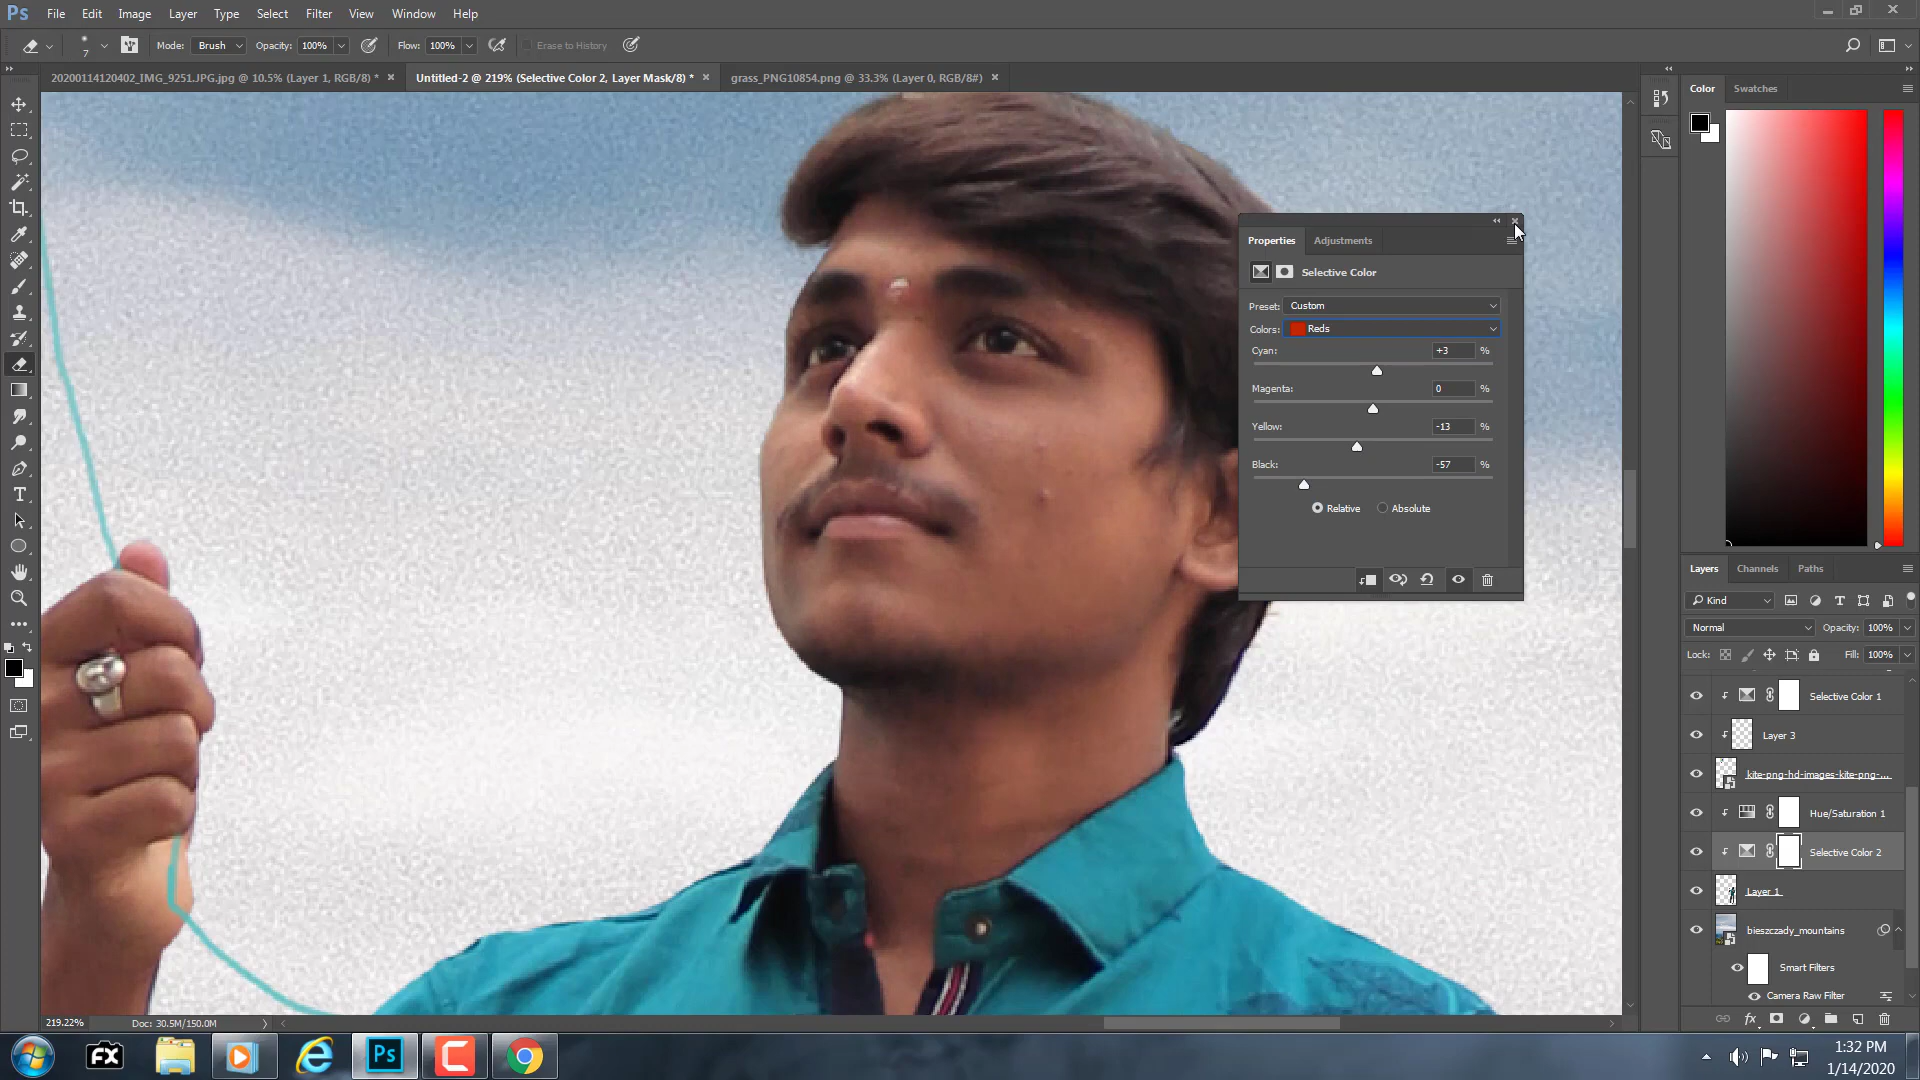 Ps File Edit Image Layer Type Select Filter View Window Help
7 Mode: Brush Opacity: 100% Flow: 100% Erase to History
20200114120402_IMG_9251.JPG.jpg @ 10.5% (Layer 1, RGB/8) * Untitled-2 @ 219% (Selective Color 2, Layer Mask/8) * grass_PNG10854.png @ 33.3% (Layer 0, RGB/8#)
Color Swatches
Properties Adjustments
Selective Color
Preset: Custom
Colors: Reds
Cyan: +3 %
Magenta: 0 %
Yellow: -13 %
Black: -57 %
Relative Absolute
Layers Channels Paths
Kind
Normal Opacity: 100%
Lock: Fill: 100%
Selective Color 1
Layer 3
kite-png-hd-images-kite-png-...
Hue/Saturation 1
Selective Color 2
Layer 1
bieszczady_mountains
Smart Filters
Camera Raw Filter
fx
219.22% Doc: 30.5M/150.0M
FX
Ps
1:32 PM
1/14/2020